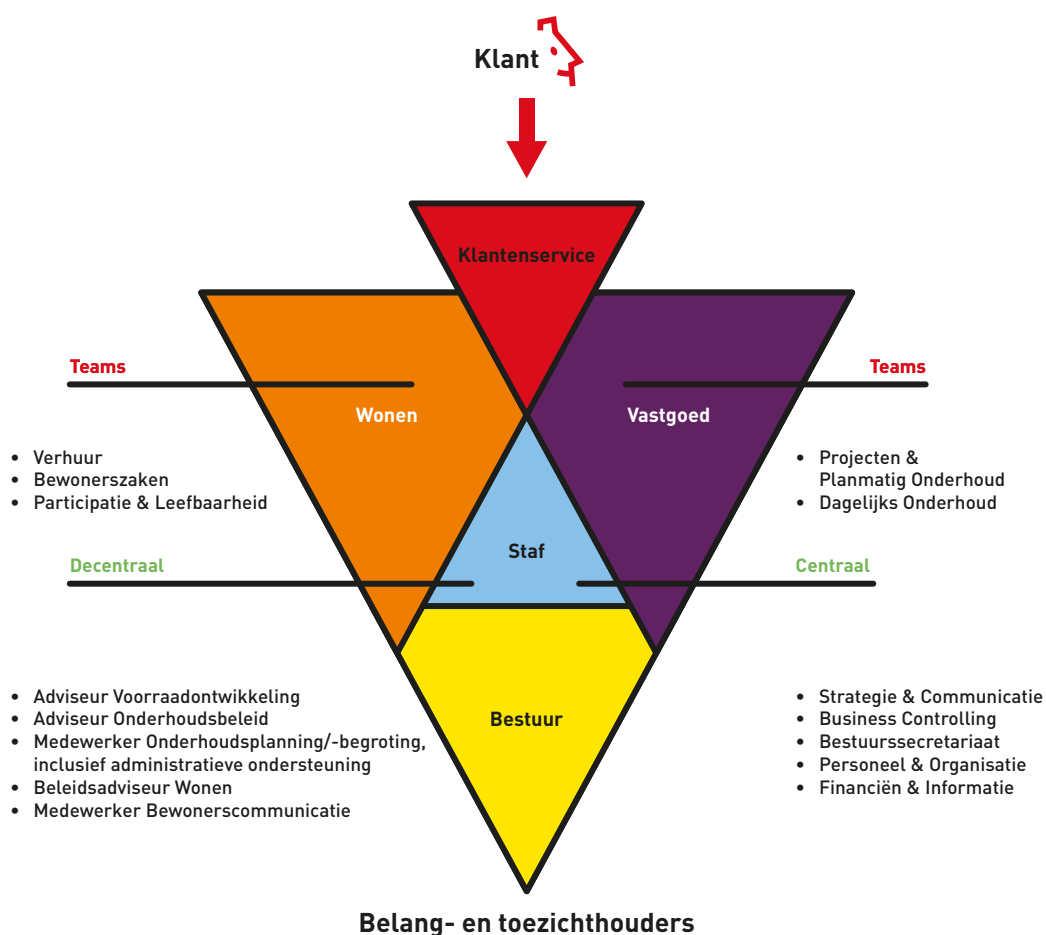 Klant
Klantenservice
Teams
Teams
Wonen
Vastgoed
• Verhuur
• Bewonerszaken
• Participatie & Leefbaarheid
• Projecten &
Planmatig Onderhoud
• Dagelijks Onderhoud
Staf
Decentraal
Centraal
• Adviseur Voorraadontwikkeling
• Adviseur Onderhoudsbeleid
• Medewerker Onderhoudsplanning/-begroting,
inclusief administratieve ondersteuning
• Beleidsadviseur Wonen
• Medewerker Bewonerscommunicatie
Bestuur
• Strategie & Communicatie
• Business Controlling
• Bestuurssecretariaat
• Personeel & Organisatie
• Financiën & Informatie
Belang- en toezichthouders